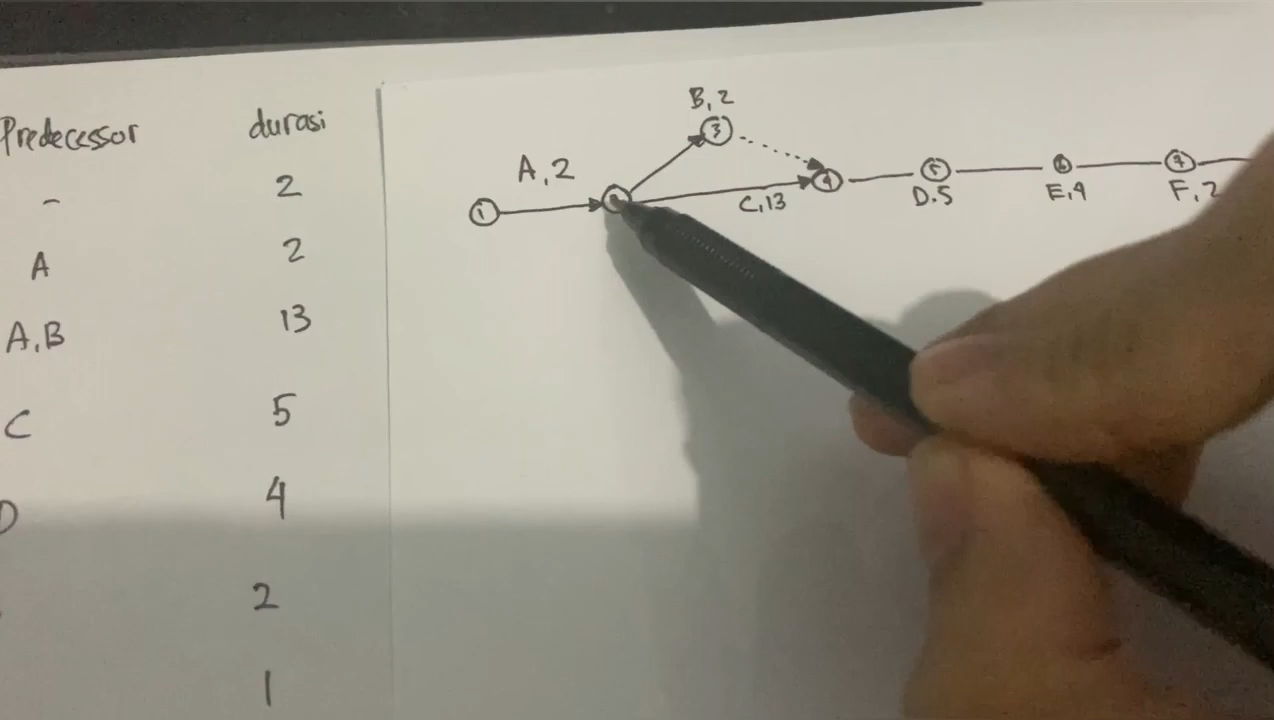 Predecessor durasi
- 2
A 2
A,B 13
C 5
D 4
2
1
B,2
3
A,2
1
4
C,13
5
D.5
6
E,4
7
F,2